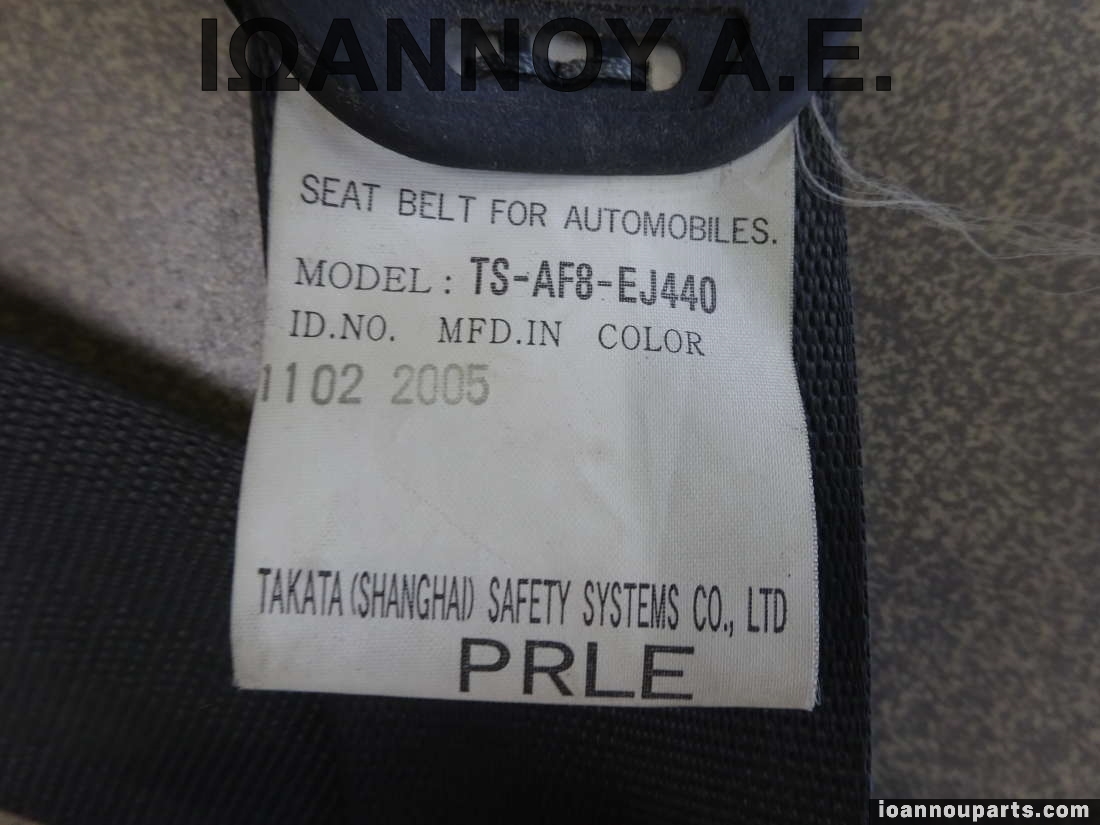 ΙΩΑΝΝΟΥ Α.Ε.
SEAT BELT FOR AUTOMOBILES.
MODEL : TS-AF8-EJ440
ID.NO. MFD.IN COLOR
1102 2005
TAKATA (SHANGHAI) SAFETY SYSTEMS CO., LTD
PRLE
ioannouparts.com